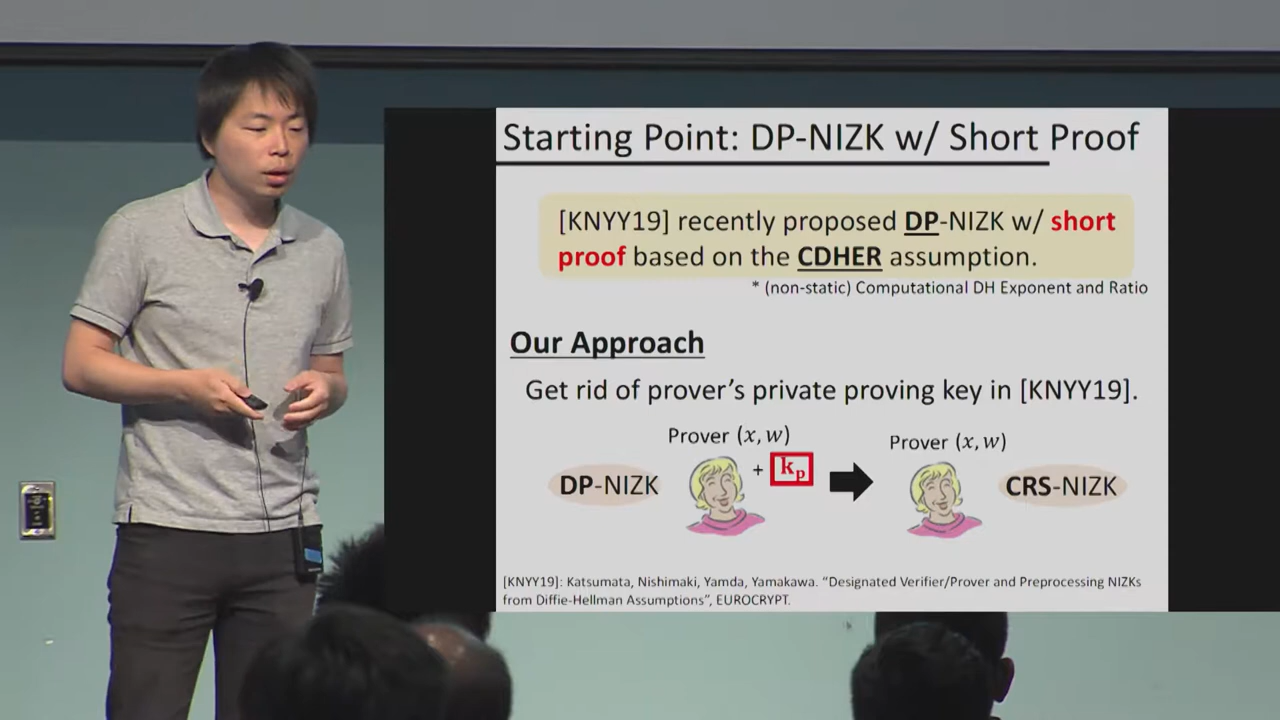 Starting Point: DP-NIZK w/ Short Proof
[KNYY19] recently proposed DP-NIZK w/ short
proof based on the CDHER assumption.
* (non-static) Computational DH Exponent and Ratio
Our Approach
Get rid of prover's private proving key in [KNYY19].
Prover (x, w)
Prover (x, w)
+ kp
DP-NIZK
CRS-NIZK
[KNYY19]: Katsumata, Nishimaki, Yamda, Yamakawa. "Designated Verifier/Prover and Preprocessing NIZKs
from Diffie-Hellman Assumptions", EUROCRYPT.